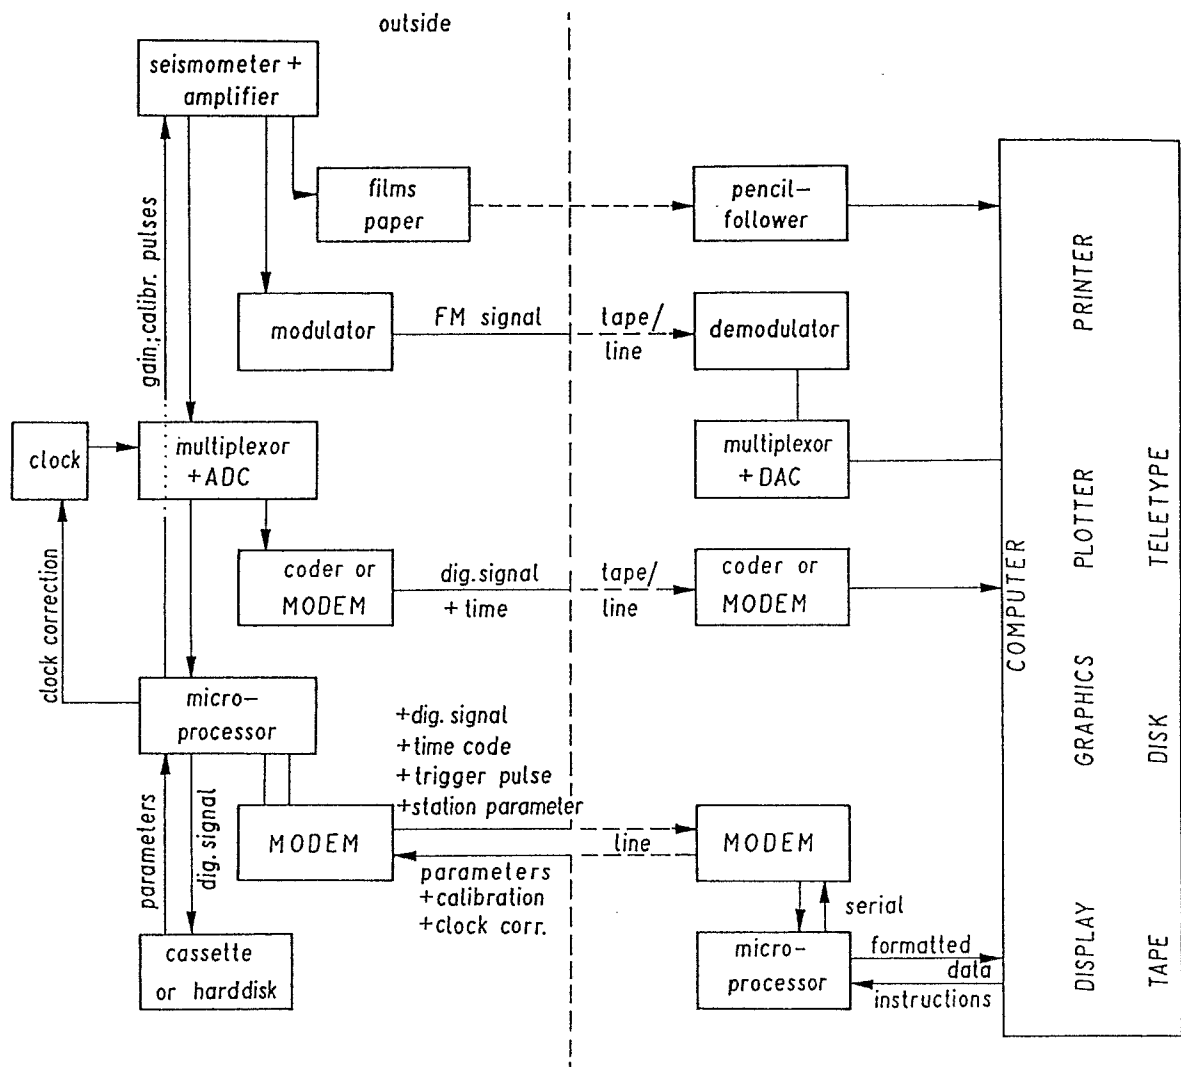 outside
seismometer +
amplifier
films
paper
pencil-
follower
gain,; calibr. pulses
modulator
FM signal
tape/
line
demodulator
clock
multiplexor
+ADC
multiplexor
+DAC
clock correction
coder or
MODEM
dig.signal
+ time
tape/
line
coder or
MODEM
micro-
processor
+dig. signal
+time code
+trigger pulse
+station parameter
parameters
dig. signal
MODEM
line
MODEM
parameters
+calibration
+clock corr.
serial
cassette
or harddisk
micro-
processor
formatted
data
instructions
COMPUTER
PRINTER
PLOTTER
GRAPHICS
DISPLAY
TELETYPE
DISK
TAPE